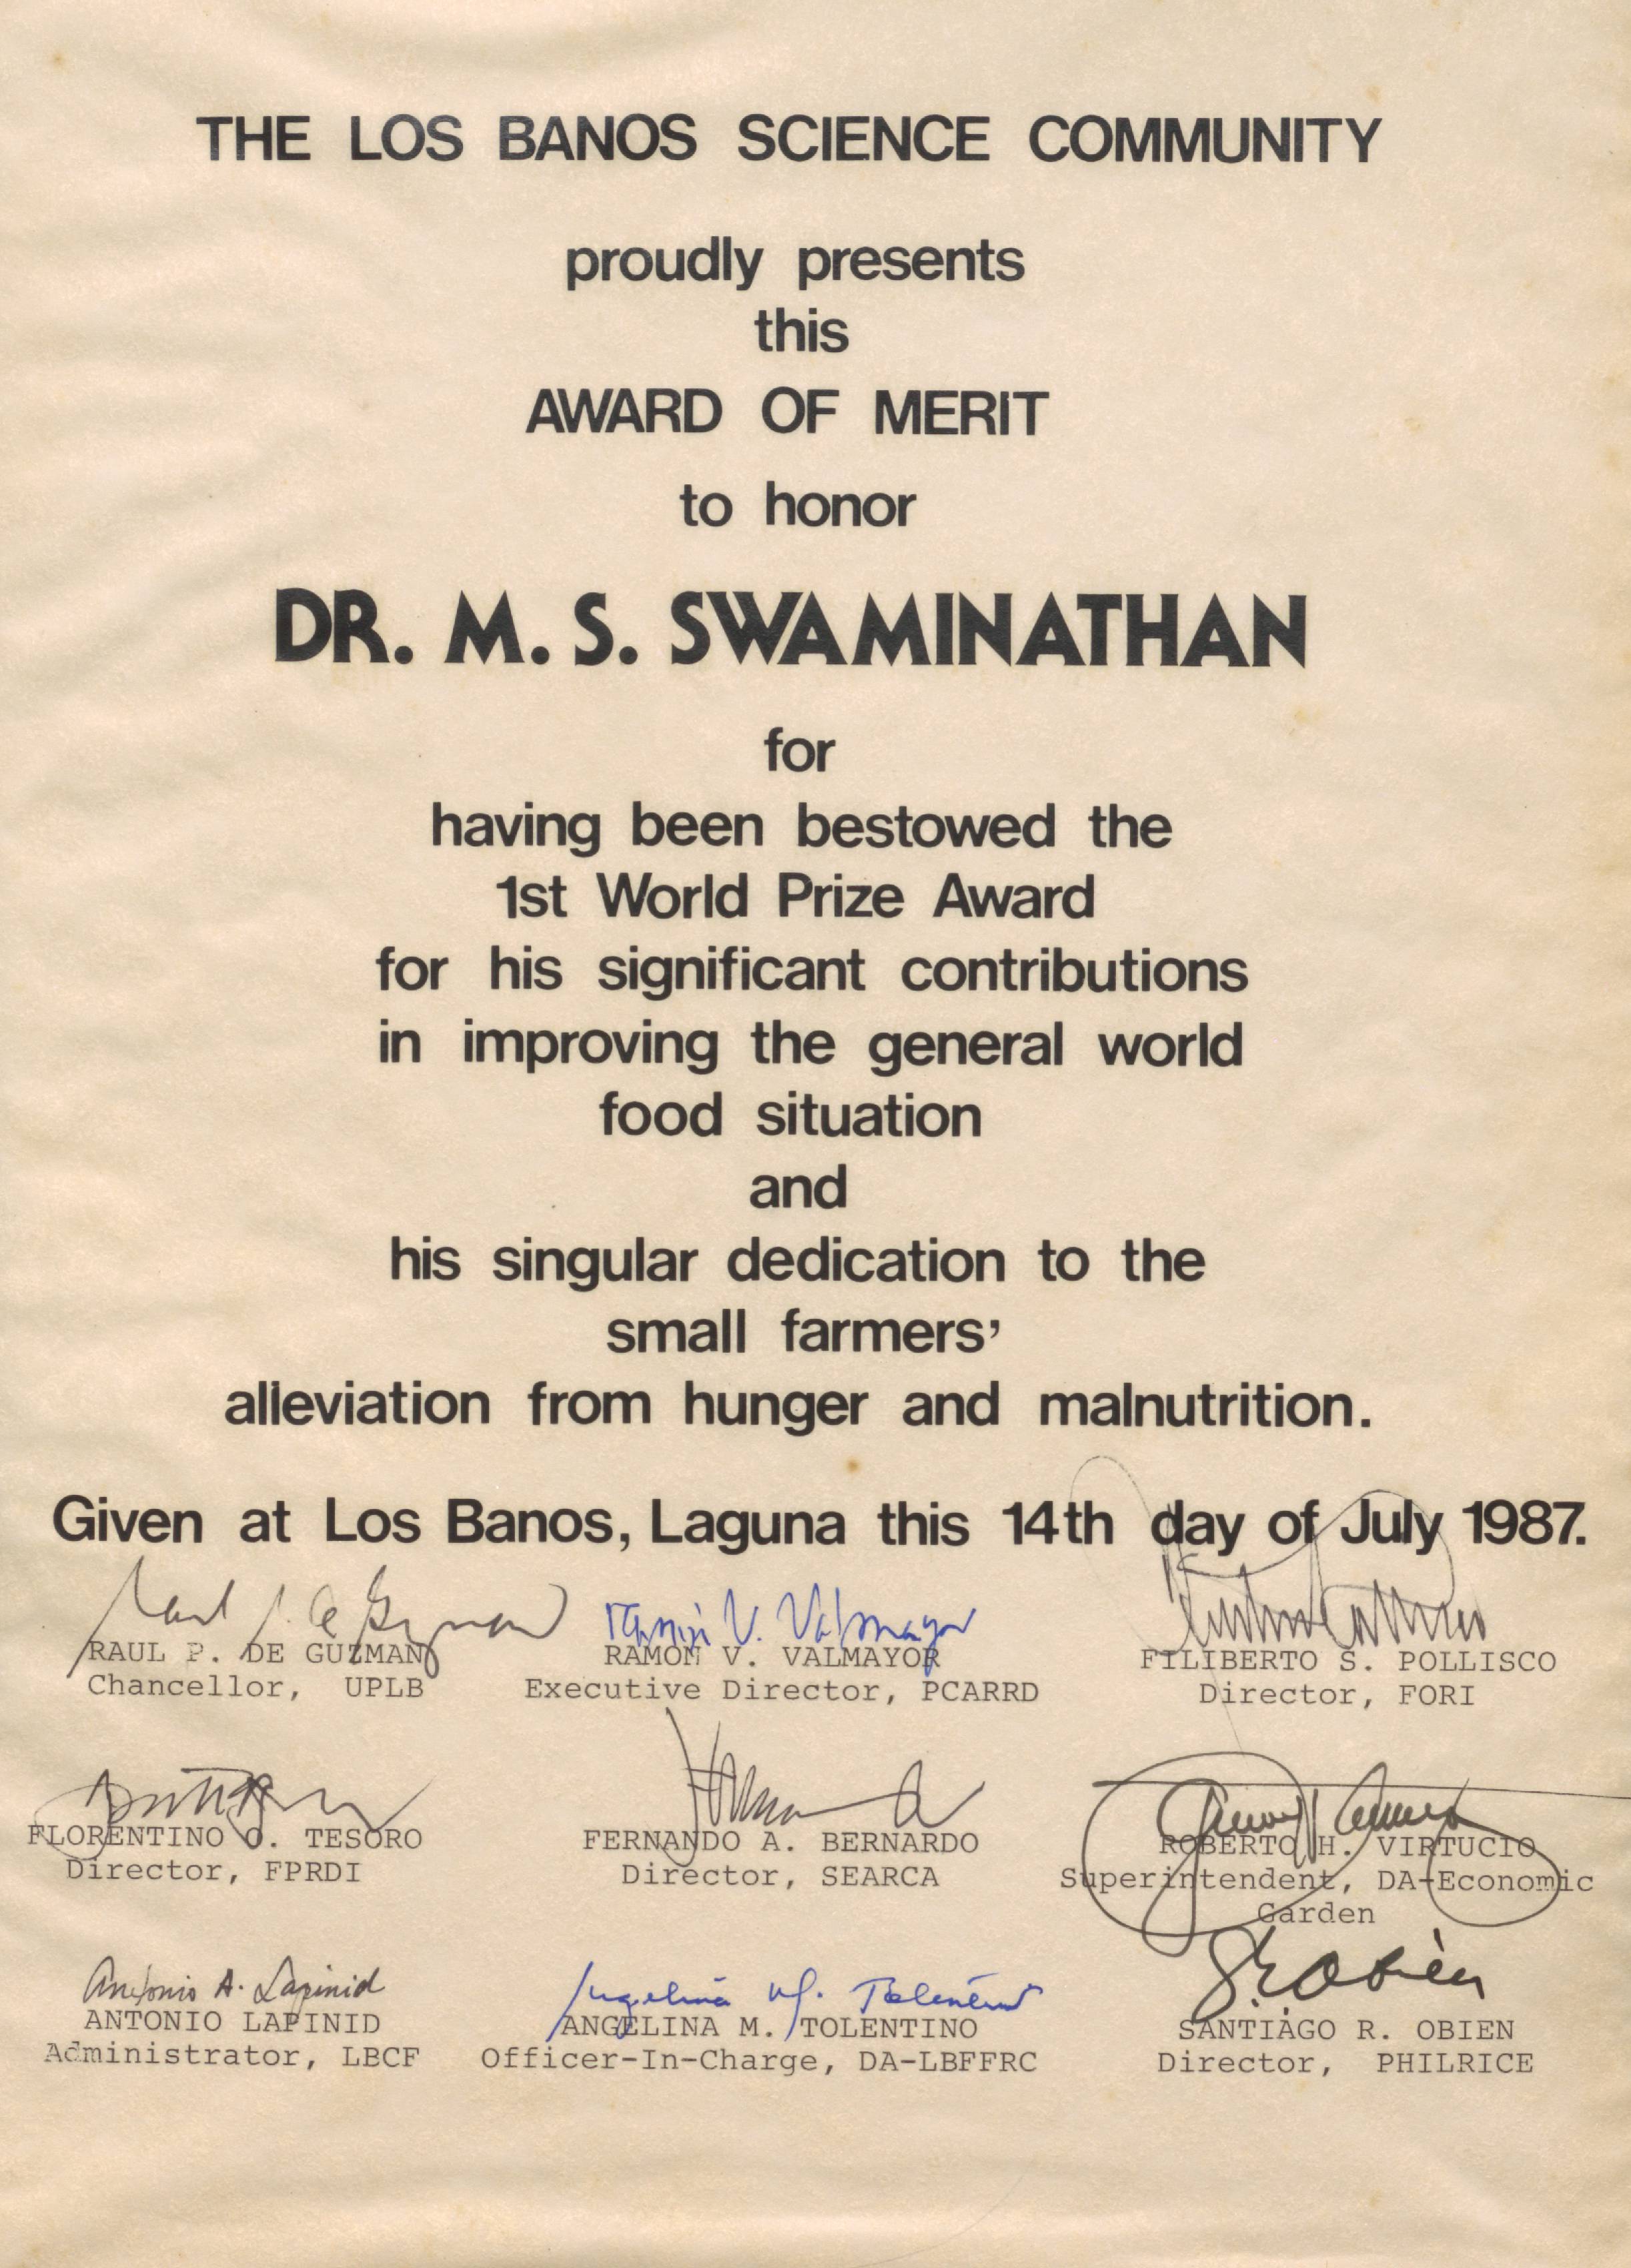 THE LOS BANOS SCIENCE COMMUNITY
proudly presents
this
AWARD OF MERIT
to honor
DR. M. S. SWAMINATHAN
for
having been bestowed the
1st World Prize Award
for his significant contributions
in improving the general world
food situation
and
his singular dedication to the
small farmers'
alleviation from hunger and malnutrition.
Given at Los Banos, Laguna this 14th day of July 1987.
Ramon V. Valmayor
RAUL P. DE GUZMAN RAMON V. VALMAYOR FILIBERTO S. POLLISCO
Chancellor, UPLB Executive Director, PCARRD Director, FORI
FLORENTINO O. TESORO FERNANDO A. BERNARDO ROBERTO H. VIRTUCIO
Director, FPRDI Director, SEARCA Superintendent, DA-Economic
Garden
Antonio A. Lapinid Angelina M. Tolentino SRObien
ANTONIO LAPINID ANGELINA M. TOLENTINO SANTIAGO R. OBIEN
Administrator, LBCF Officer-In-Charge, DA-LBFFRC Director, PHILRICE